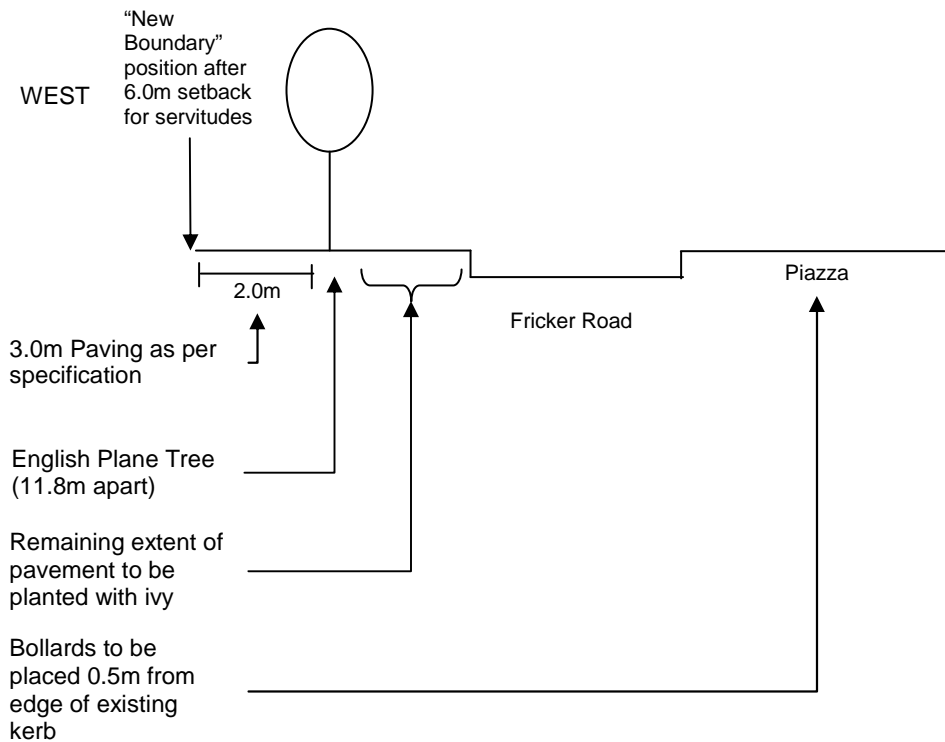 “New
Boundary”
position after
6.0m setback
for servitudes
WEST
2.0m
Piazza
Fricker Road
3.0m Paving as per
specification
English Plane Tree
(11.8m apart)
Remaining extent of
pavement to be
planted with ivy
Bollards to be
placed 0.5m from
edge of existing
kerb